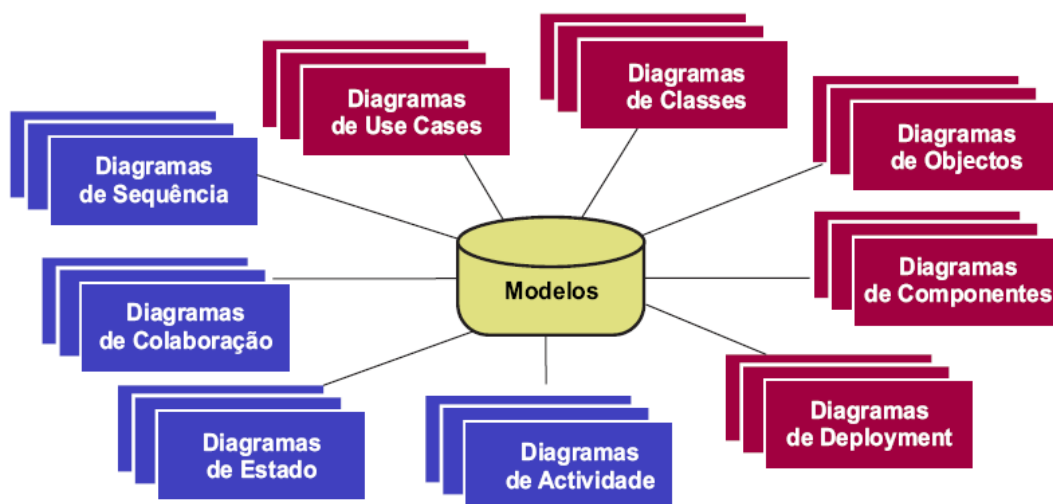 Diagramas
de Use Cases
Diagramas
de Classes
Diagramas
de Objectos
Diagramas
de Sequência
Modelos
Diagramas
de Componentes
Diagramas
de Colaboração
Diagramas
de Deployment
Diagramas
de Estado
Diagramas
de Actividade